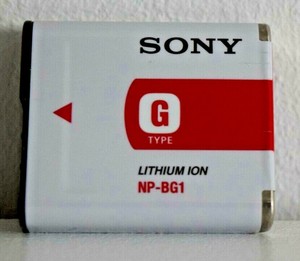 SONY
G
TYPE
LITHIUM ION
NP-BG1